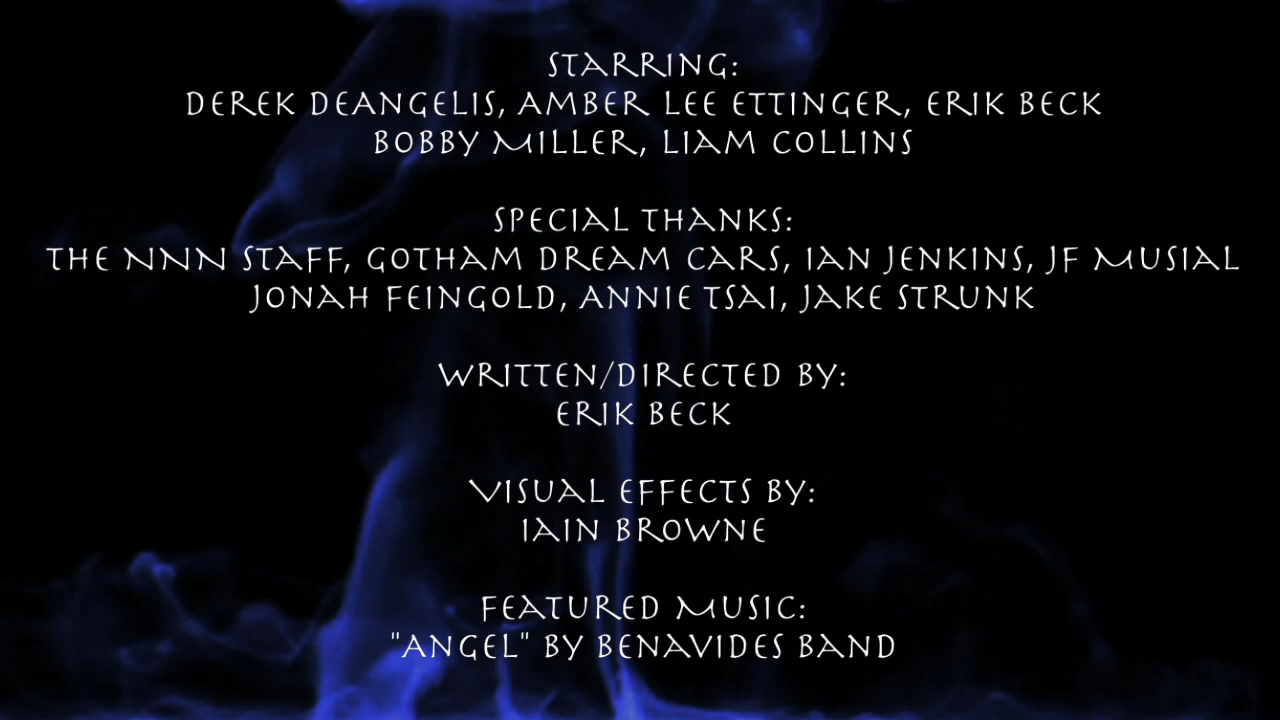 STARRING:
DEREK DEANGELIS, AMBER LEE ETTINGER, ERIK BECK
BOBBY MILLER, LIAM COLLINS
SPECIAL THANKS:
THE NNN STAFF, GOTHAM DREAM CARS, IAN JENKINS, JF MUSIAL
JONAH FEINGOLD, ANNIE TSAI, JAKE STRUNK
WRITTEN/DIRECTED BY:
ERIK BECK
VISUAL EFFECTS BY:
IAIN BROWNE
FEATURED MUSIC:
"ANGEL" BY BENAVIDES BAND